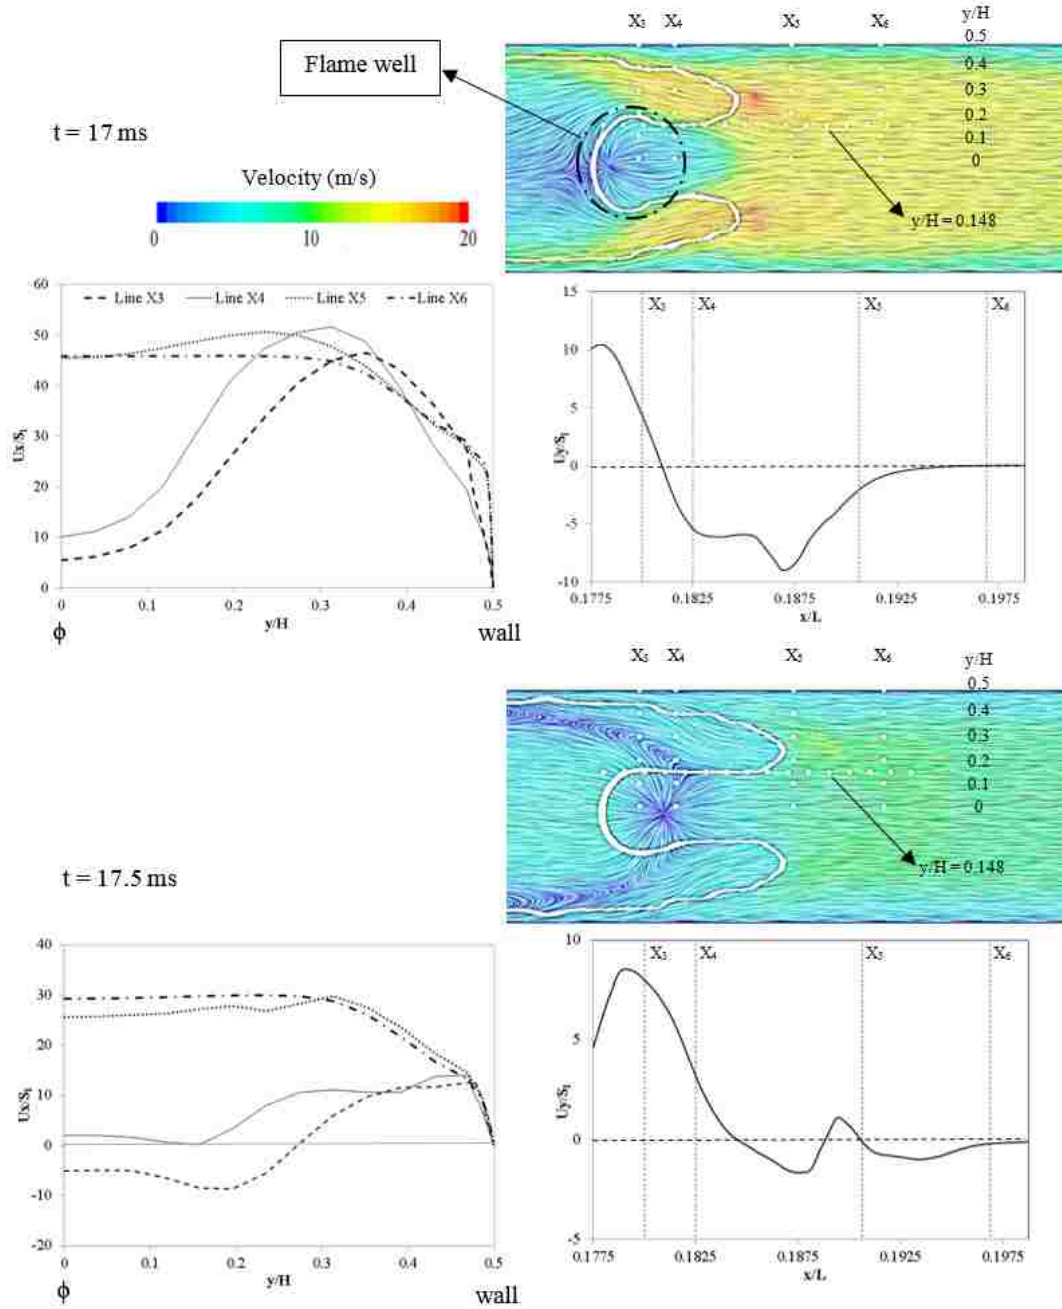 X₃ X₄ X₅ X₆ y/H
0.5
0.4
0.3
0.2
0.1
0
Flame well
t = 17 ms
Velocity (m/s)
0 10 20
y/H = 0.148
60
50
40
30
20
10
0
Ux/Sₗ
Line X3 Line X4 Line X5 Line X6
0 0.1 0.2 0.3 0.4 0.5
y/H
ϕ wall
15
10
5
0
-5
-10
Uy/Sₗ
X₃ X₄ X₅ X₆
0.1775 0.1825 0.1875 0.1925 0.1975
x/L
X₃ X₄ X₅ X₆ y/H
0.5
0.4
0.3
0.2
0.1
0
y/H = 0.148
t = 17.5 ms
40
30
20
10
0
-10
-20
Ux/Sₗ
0 0.1 0.2 0.3 0.4 0.5
y/H
ϕ wall
10
5
0
-5
Uy/Sₗ
X₃ X₄ X₅ X₆
0.1775 0.1825 0.1875 0.1925 0.1975
x/L